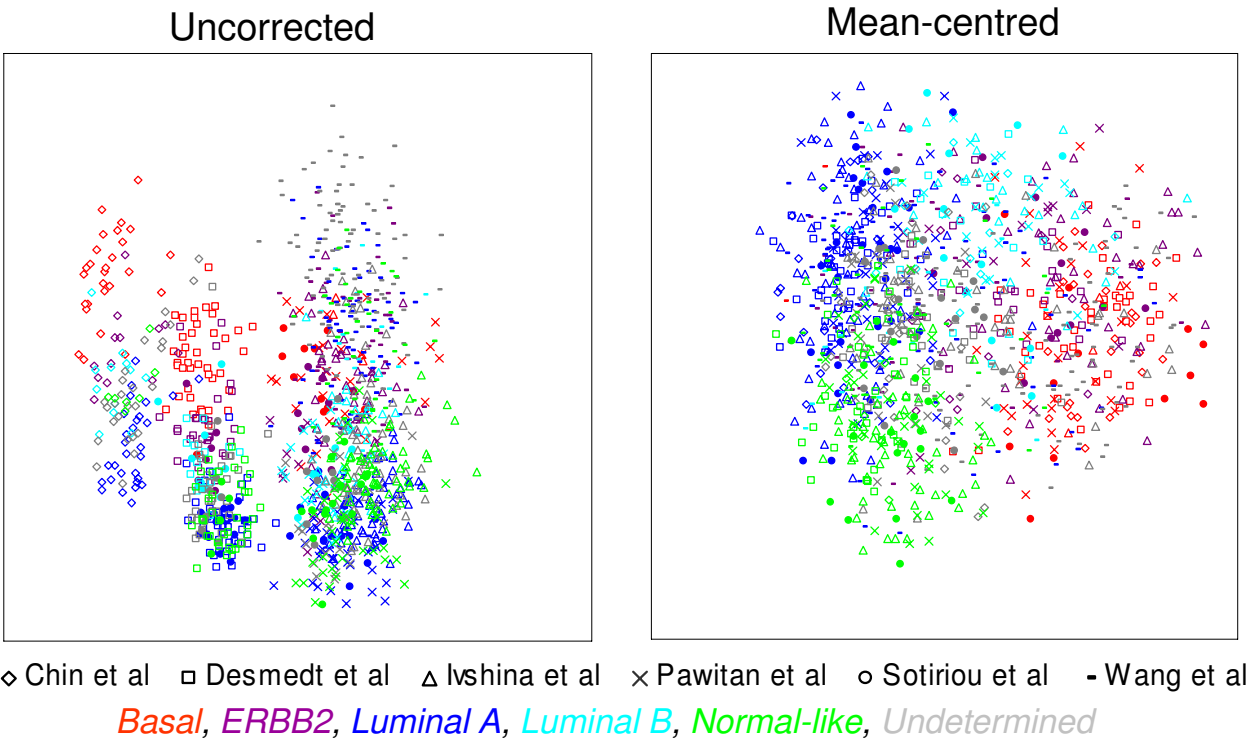 Uncorrected
Mean-centred
Chin et al Desmedt et al Ivshina et al Pawitan et al Sotiriou et al Wang et al
Basal, ERBB2, Luminal A, Luminal B, Normal-like, Undetermined